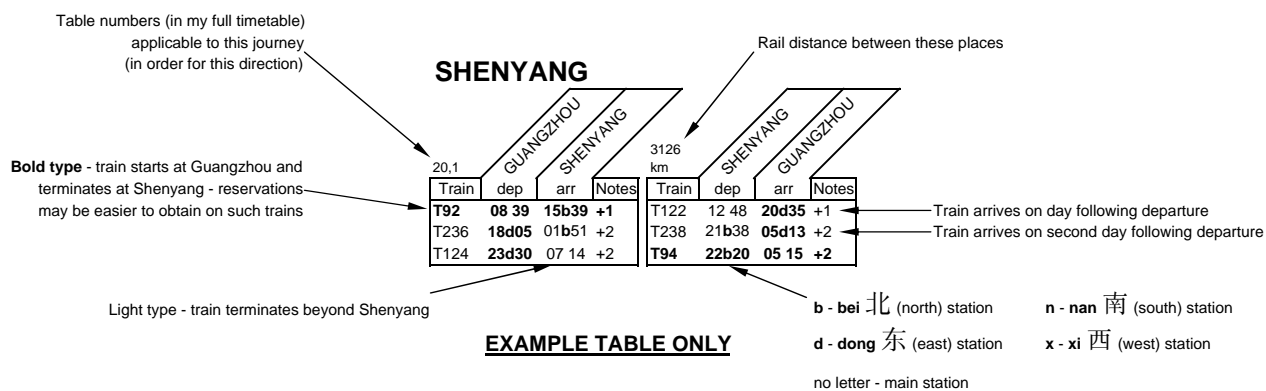 Table numbers (in my full timetable)
applicable to this journey
(in order for this direction)
Rail distance between these places
SHENYANG
Bold type - train starts at Guangzhou and
terminates at Shenyang - reservations
may be easier to obtain on such trains
20,1
GUANGZHOU
SHENYANG
Train dep arr Notes
T92 08 39 15b39 +1
T236 18d05 01b51 +2
T124 23d30 07 14 +2
3126
km
SHENYANG
GUANGZHOU
Train dep arr Notes
T122 12 48 20d35 +1
T238 21b38 05d13 +2
T94 22b20 05 15 +2
Train arrives on day following departure
Train arrives on second day following departure
Light type - train terminates beyond Shenyang
EXAMPLE TABLE ONLY
b - bei 北 (north) station n - nan 南 (south) station
d - dong 东 (east) station x - xi 西 (west) station
no letter - main station